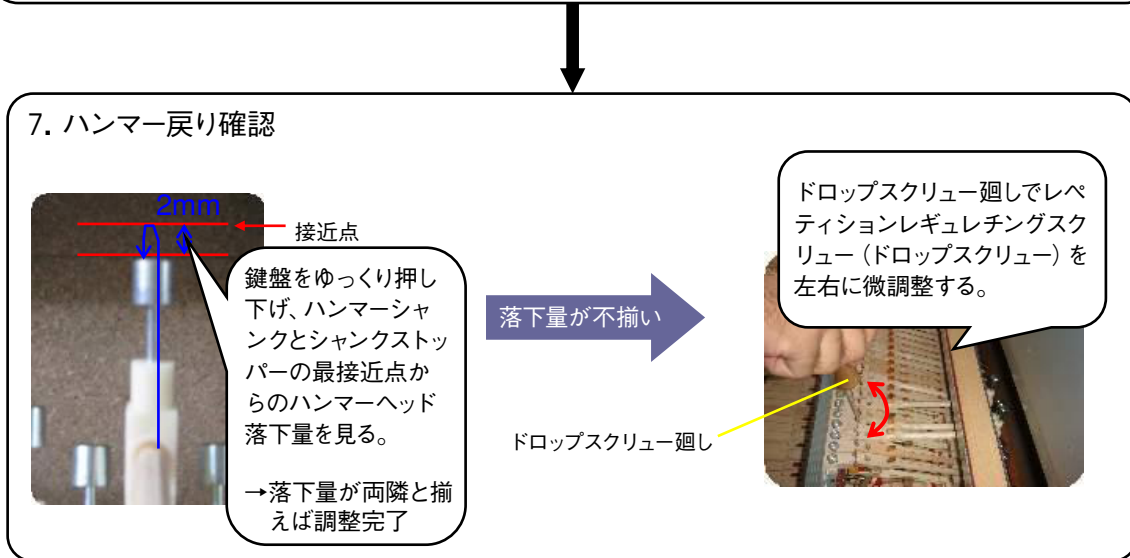 7. ハンマー戻り確認
2mm
接近点
鍵盤をゆっくり押し
下げ、ハンマーシャ
ンクとシャンクストッ
パーの最接近点か
らのハンマーヘッド
落下量を見る。
→落下量が両隣と揃
えば調整完了
落下量が不揃い
ドロップスクリュー廻しでレペ
ティションレギュレチングスク
リュー（ドロップスクリュー）を
左右に微調整する。
ドロップスクリュー廻し